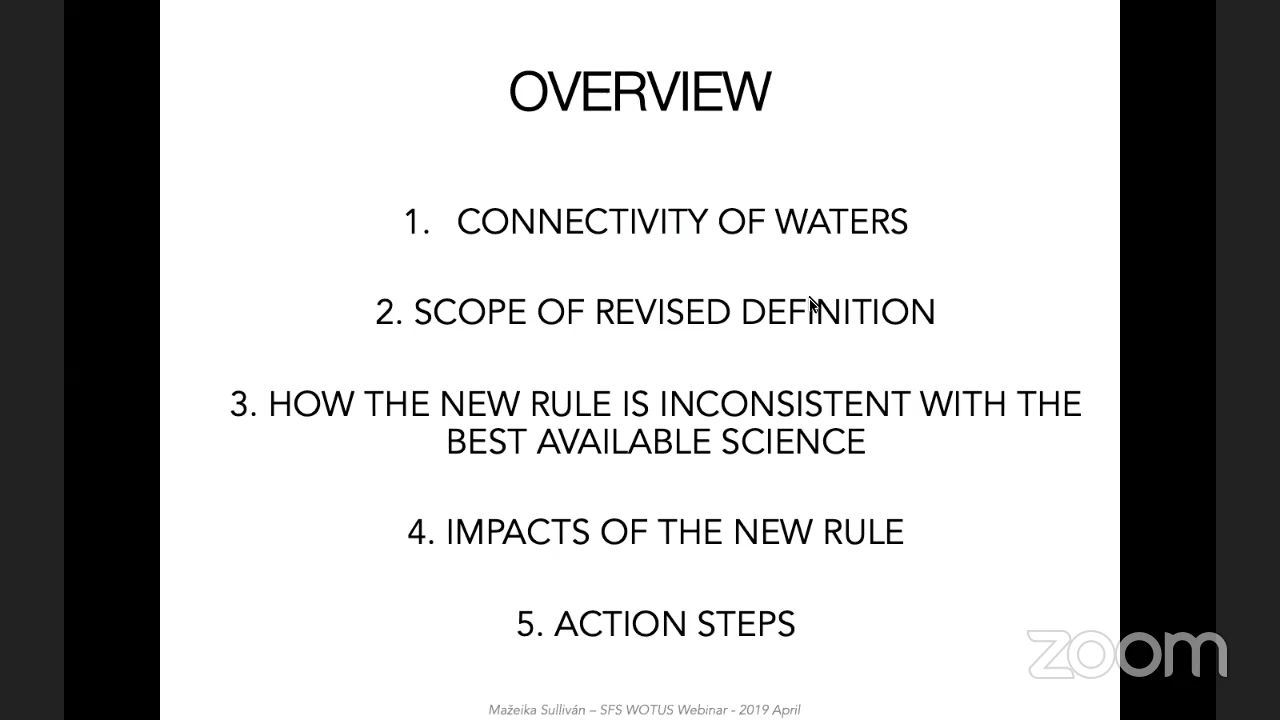 OVERVIEW
1. CONNECTIVITY OF WATERS
2. SCOPE OF REVISED DEFINITION
3. HOW THE NEW RULE IS INCONSISTENT WITH THE
BEST AVAILABLE SCIENCE
4. IMPACTS OF THE NEW RULE
5. ACTION STEPS
zoom
Mažeika Sulliván – SFS WOTUS Webinar - 2019 April